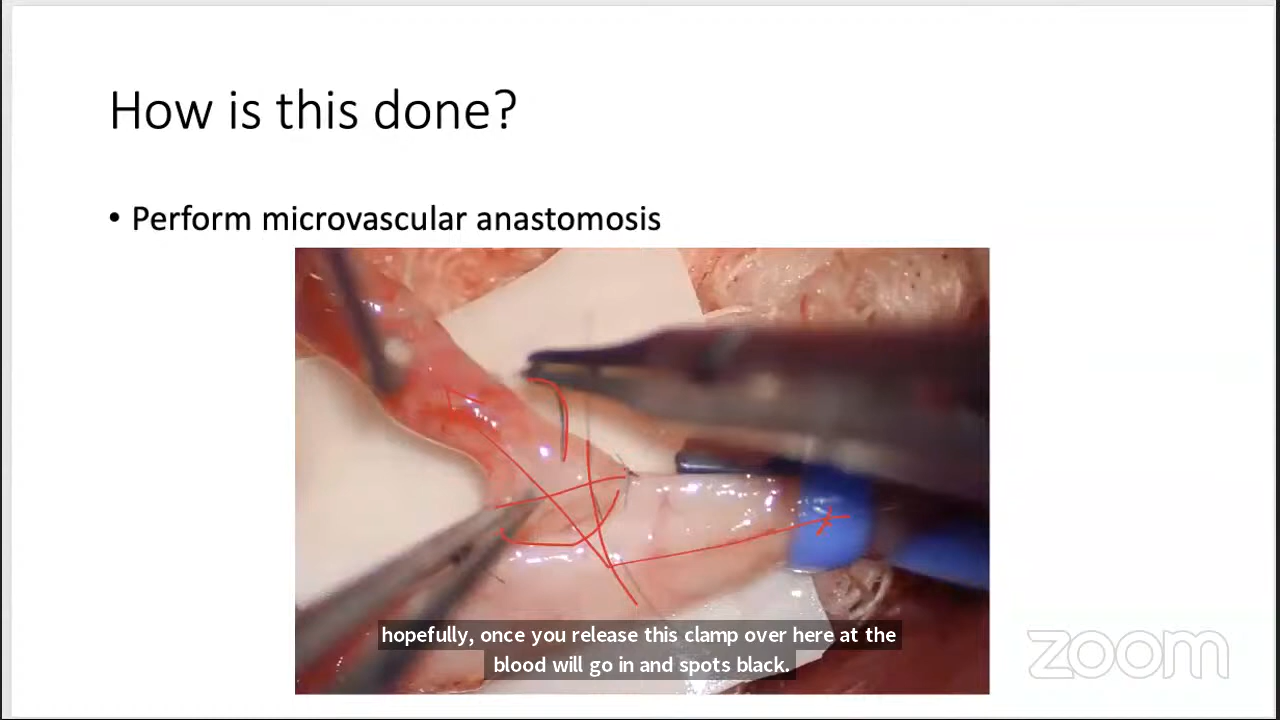 How is this done?
• Perform microvascular anastomosis
hopefully, once you release this clamp over here at the
blood will go in and spots black.
zoom